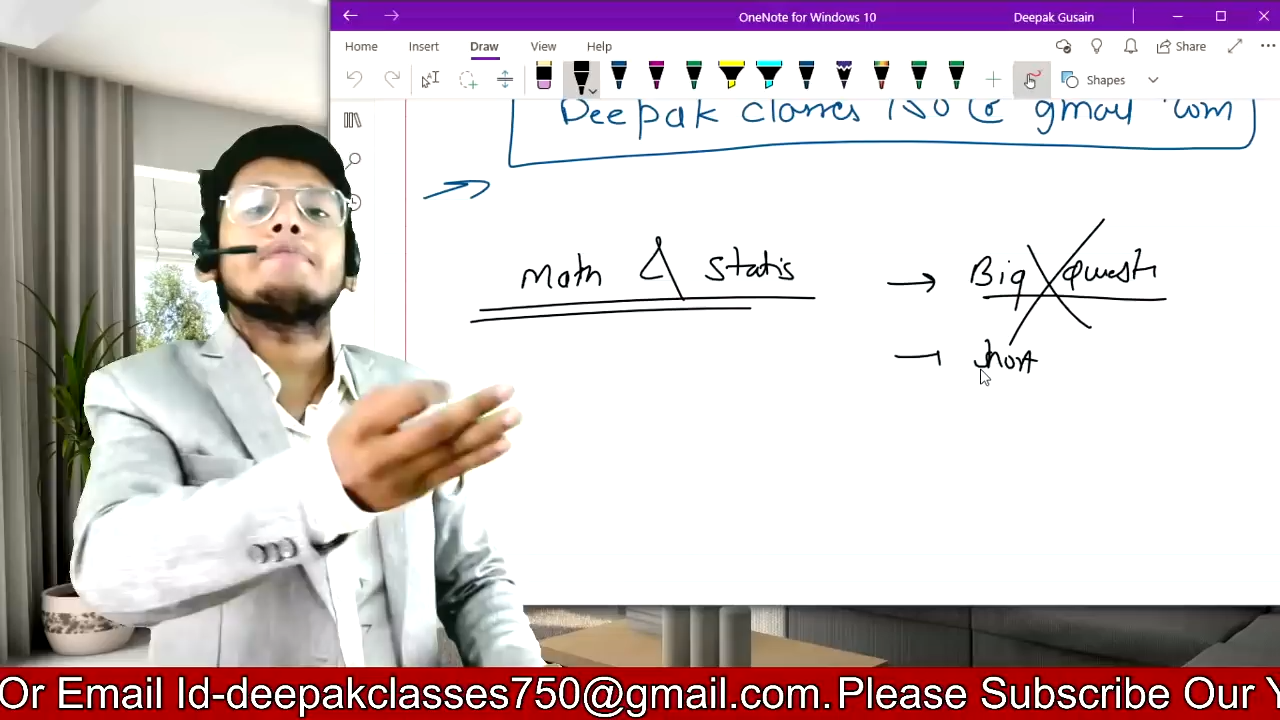 OneNote for Windows 10 Deepak Gusain
Home Insert Draw View Help Share
Shapes
Deepak classes 750 @ gmail .com
Math & Statis → Big Questi
— short
Or Email Id-deepakclasses750@gmail.com.Please Subscribe Our Y